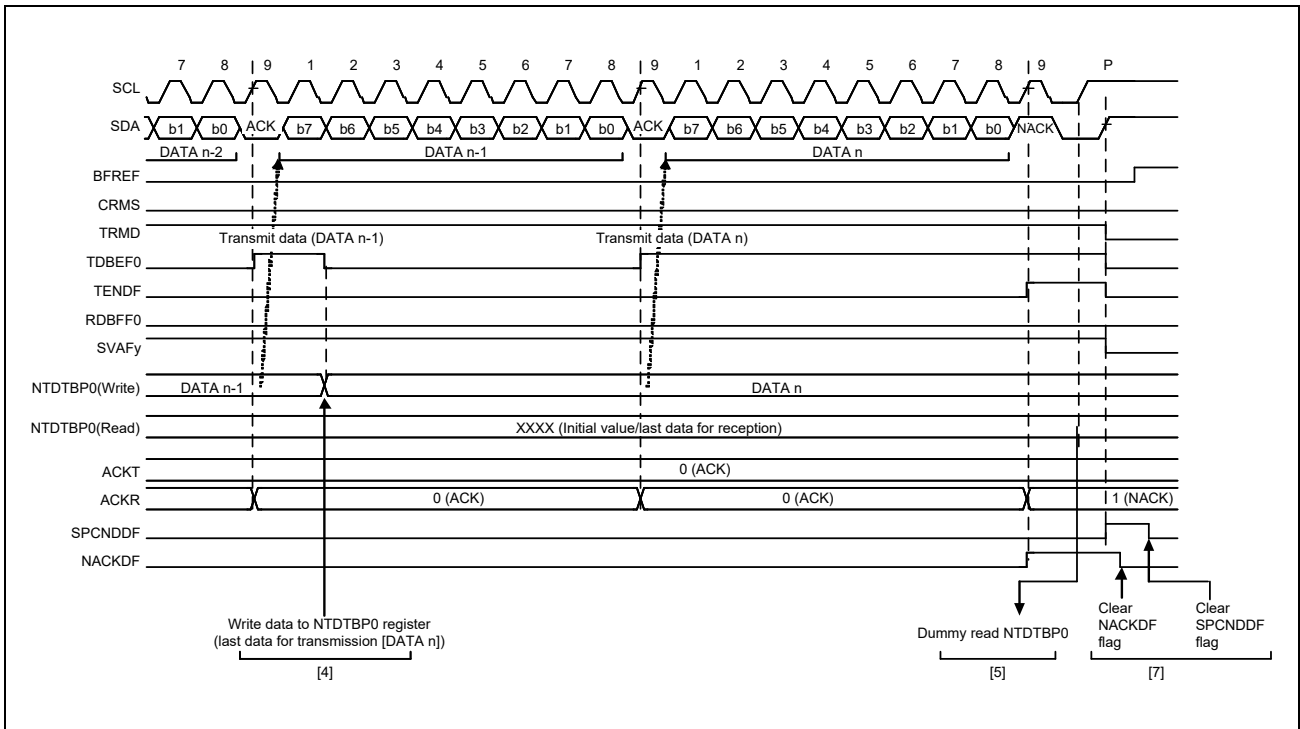 7 8 9 1 2 3 4 5 6 7 8 9 1 2 3 4 5 6 7 8 9 P
SCL
SDA b1 b0 ACK b7 b6 b5 b4 b3 b2 b1 b0 ACK b7 b6 b5 b4 b3 b2 b1 b0 NACK
DATA n-2 DATA n-1 DATA n
BFREF
CRMS
TRMD
Transmit data (DATA n-1) Transmit data (DATA n)
TDBEF0
TENDF
RDBFF0
SVAFy
NTDTBP0(Write) DATA n-1 DATA n
NTDTBP0(Read) XXXX (Initial value/last data for reception)
ACKT 0 (ACK)
ACKR 0 (ACK) 0 (ACK) 1 (NACK)
SPCNDDF
NACKDF
Write data to NTDTBP0 register
(last data for transmission [DATA n])
[4]
Dummy read NTDTBP0
[5]
Clear
NACKDF
flag
Clear
SPCNDDF
flag
[7]